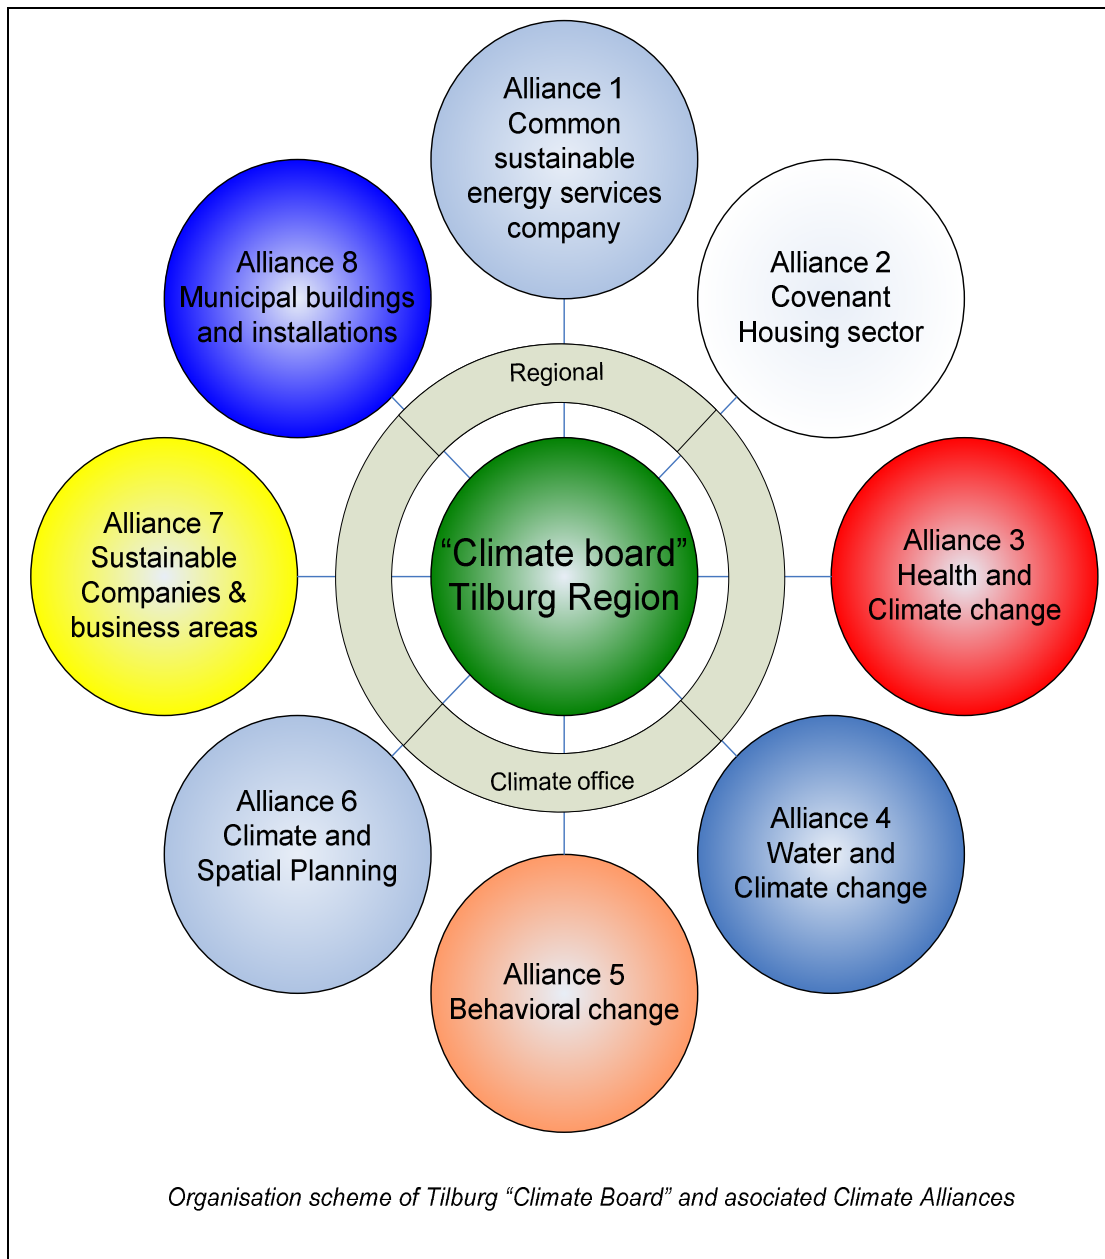 Alliance 1
Common
sustainable
energy services
company
Alliance 2
Covenant
Housing sector
Alliance 3
Health and
Climate change
Alliance 4
Water and
Climate change
Alliance 5
Behavioral change
Alliance 6
Climate and
Spatial Planning
Alliance 7
Sustainable
Companies &
business areas
Alliance 8
Municipal buildings
and installations
Regional
“Climate board”
Tilburg Region
Climate office
Organisation scheme of Tilburg “Climate Board” and asociated Climate Alliances